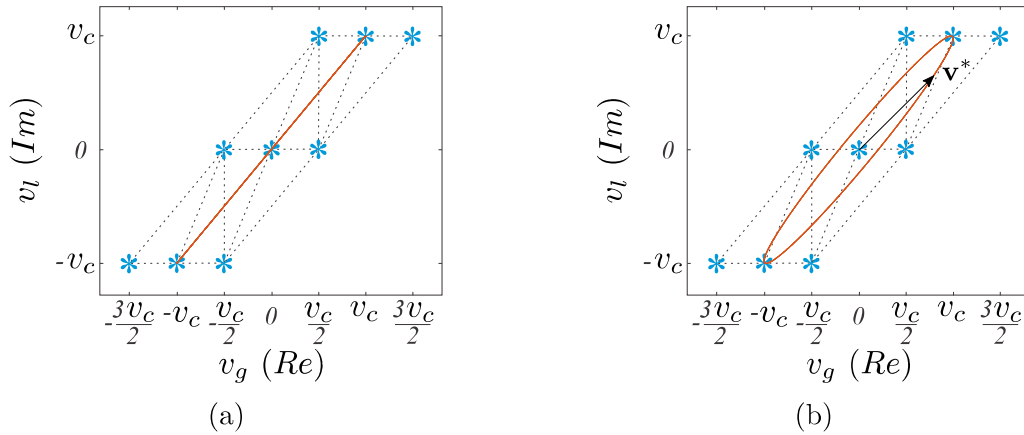 v_c
0
-v_c
v_l (Im)
-3v_c/2 -v_c -v_c/2 0 v_c/2 v_c 3v_c/2
v_g (Re)
(a)
v_c
0
-v_c
v_l (Im)
v*
-3v_c/2 -v_c -v_c/2 0 v_c/2 v_c 3v_c/2
v_g (Re)
(b)